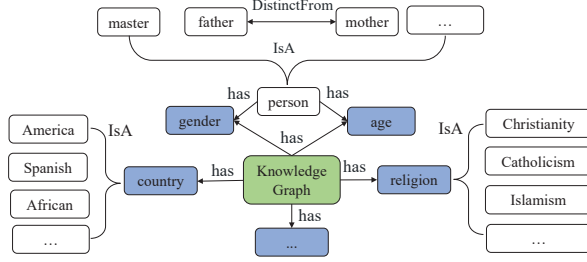 DistinctFrom
master
father
mother
...
IsA
has
person
has
gender
age
has
America
IsA
IsA
Christianity
Spanish
country
has
Knowledge
Graph
has
religion
Catholicism
African
Islamism
...
has
...
...